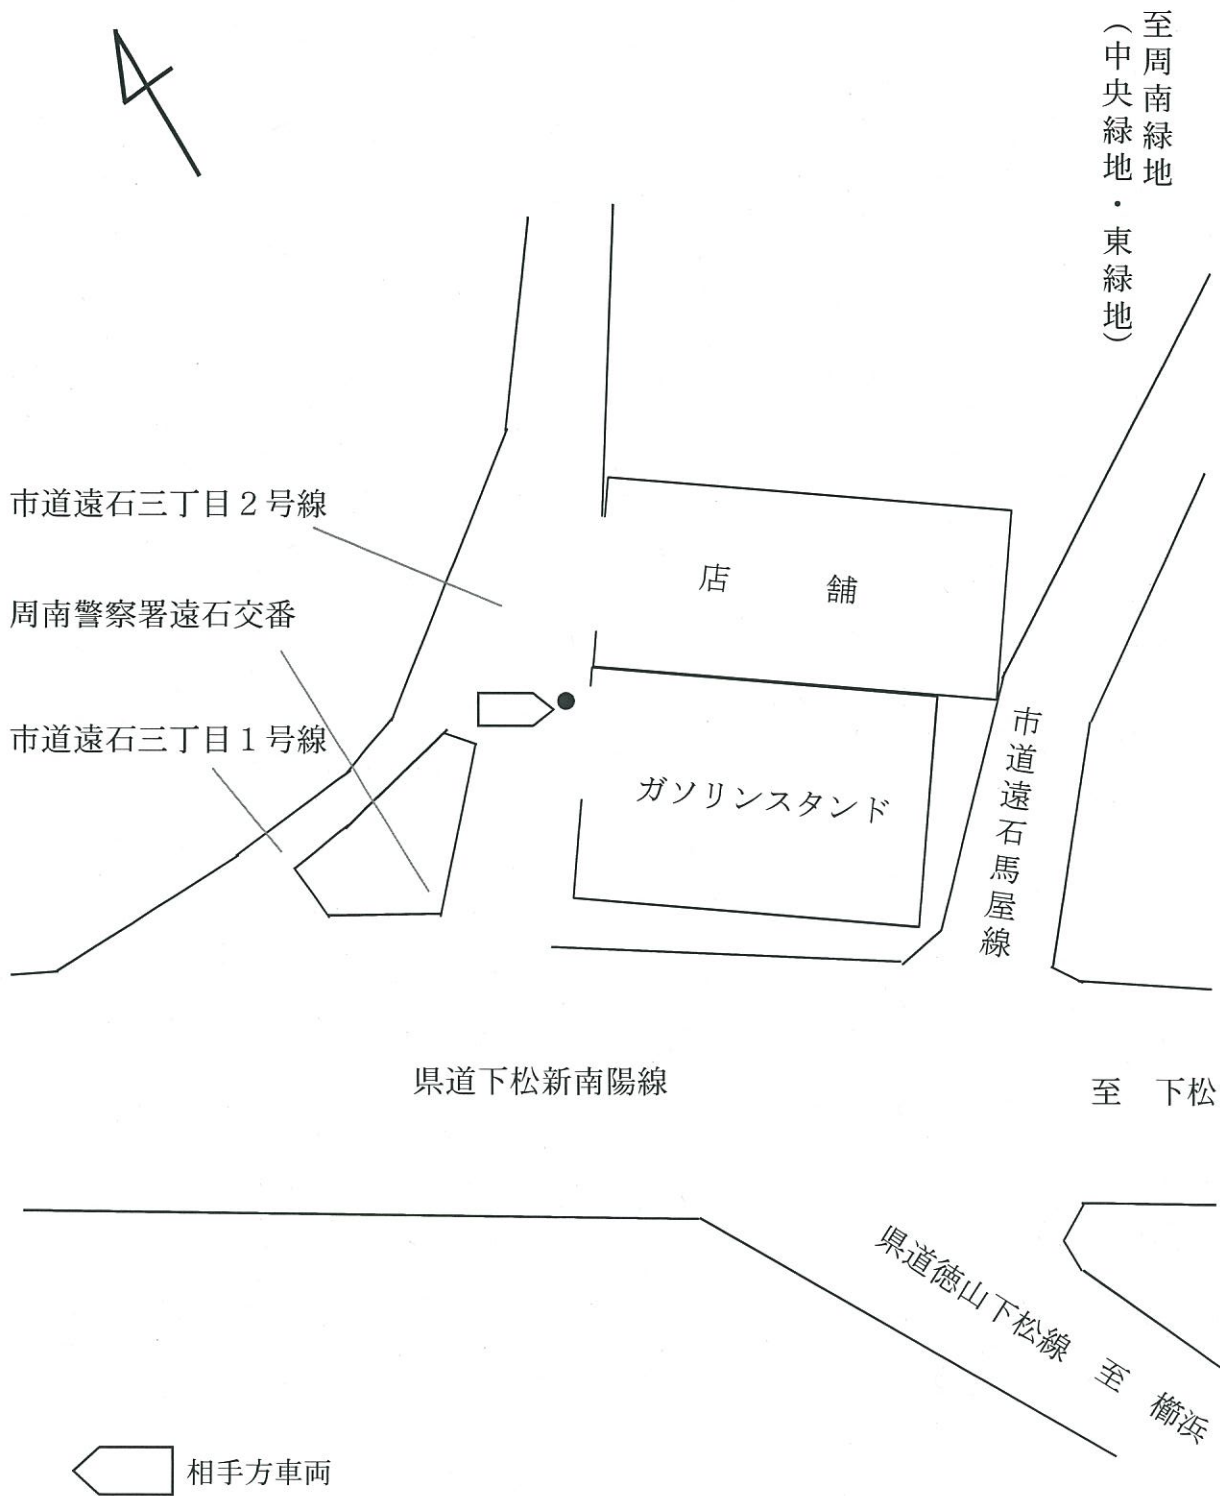 至周南緑地
（中央緑地・東緑地）
市道遠石三丁目２号線
店　舗
周南警察署遠石交番
市道遠石三丁目１号線
市道遠石馬屋線
ガソリンスタンド
県道下松新南陽線
至　下松
県道徳山下松線　至　櫛浜
相手方車両